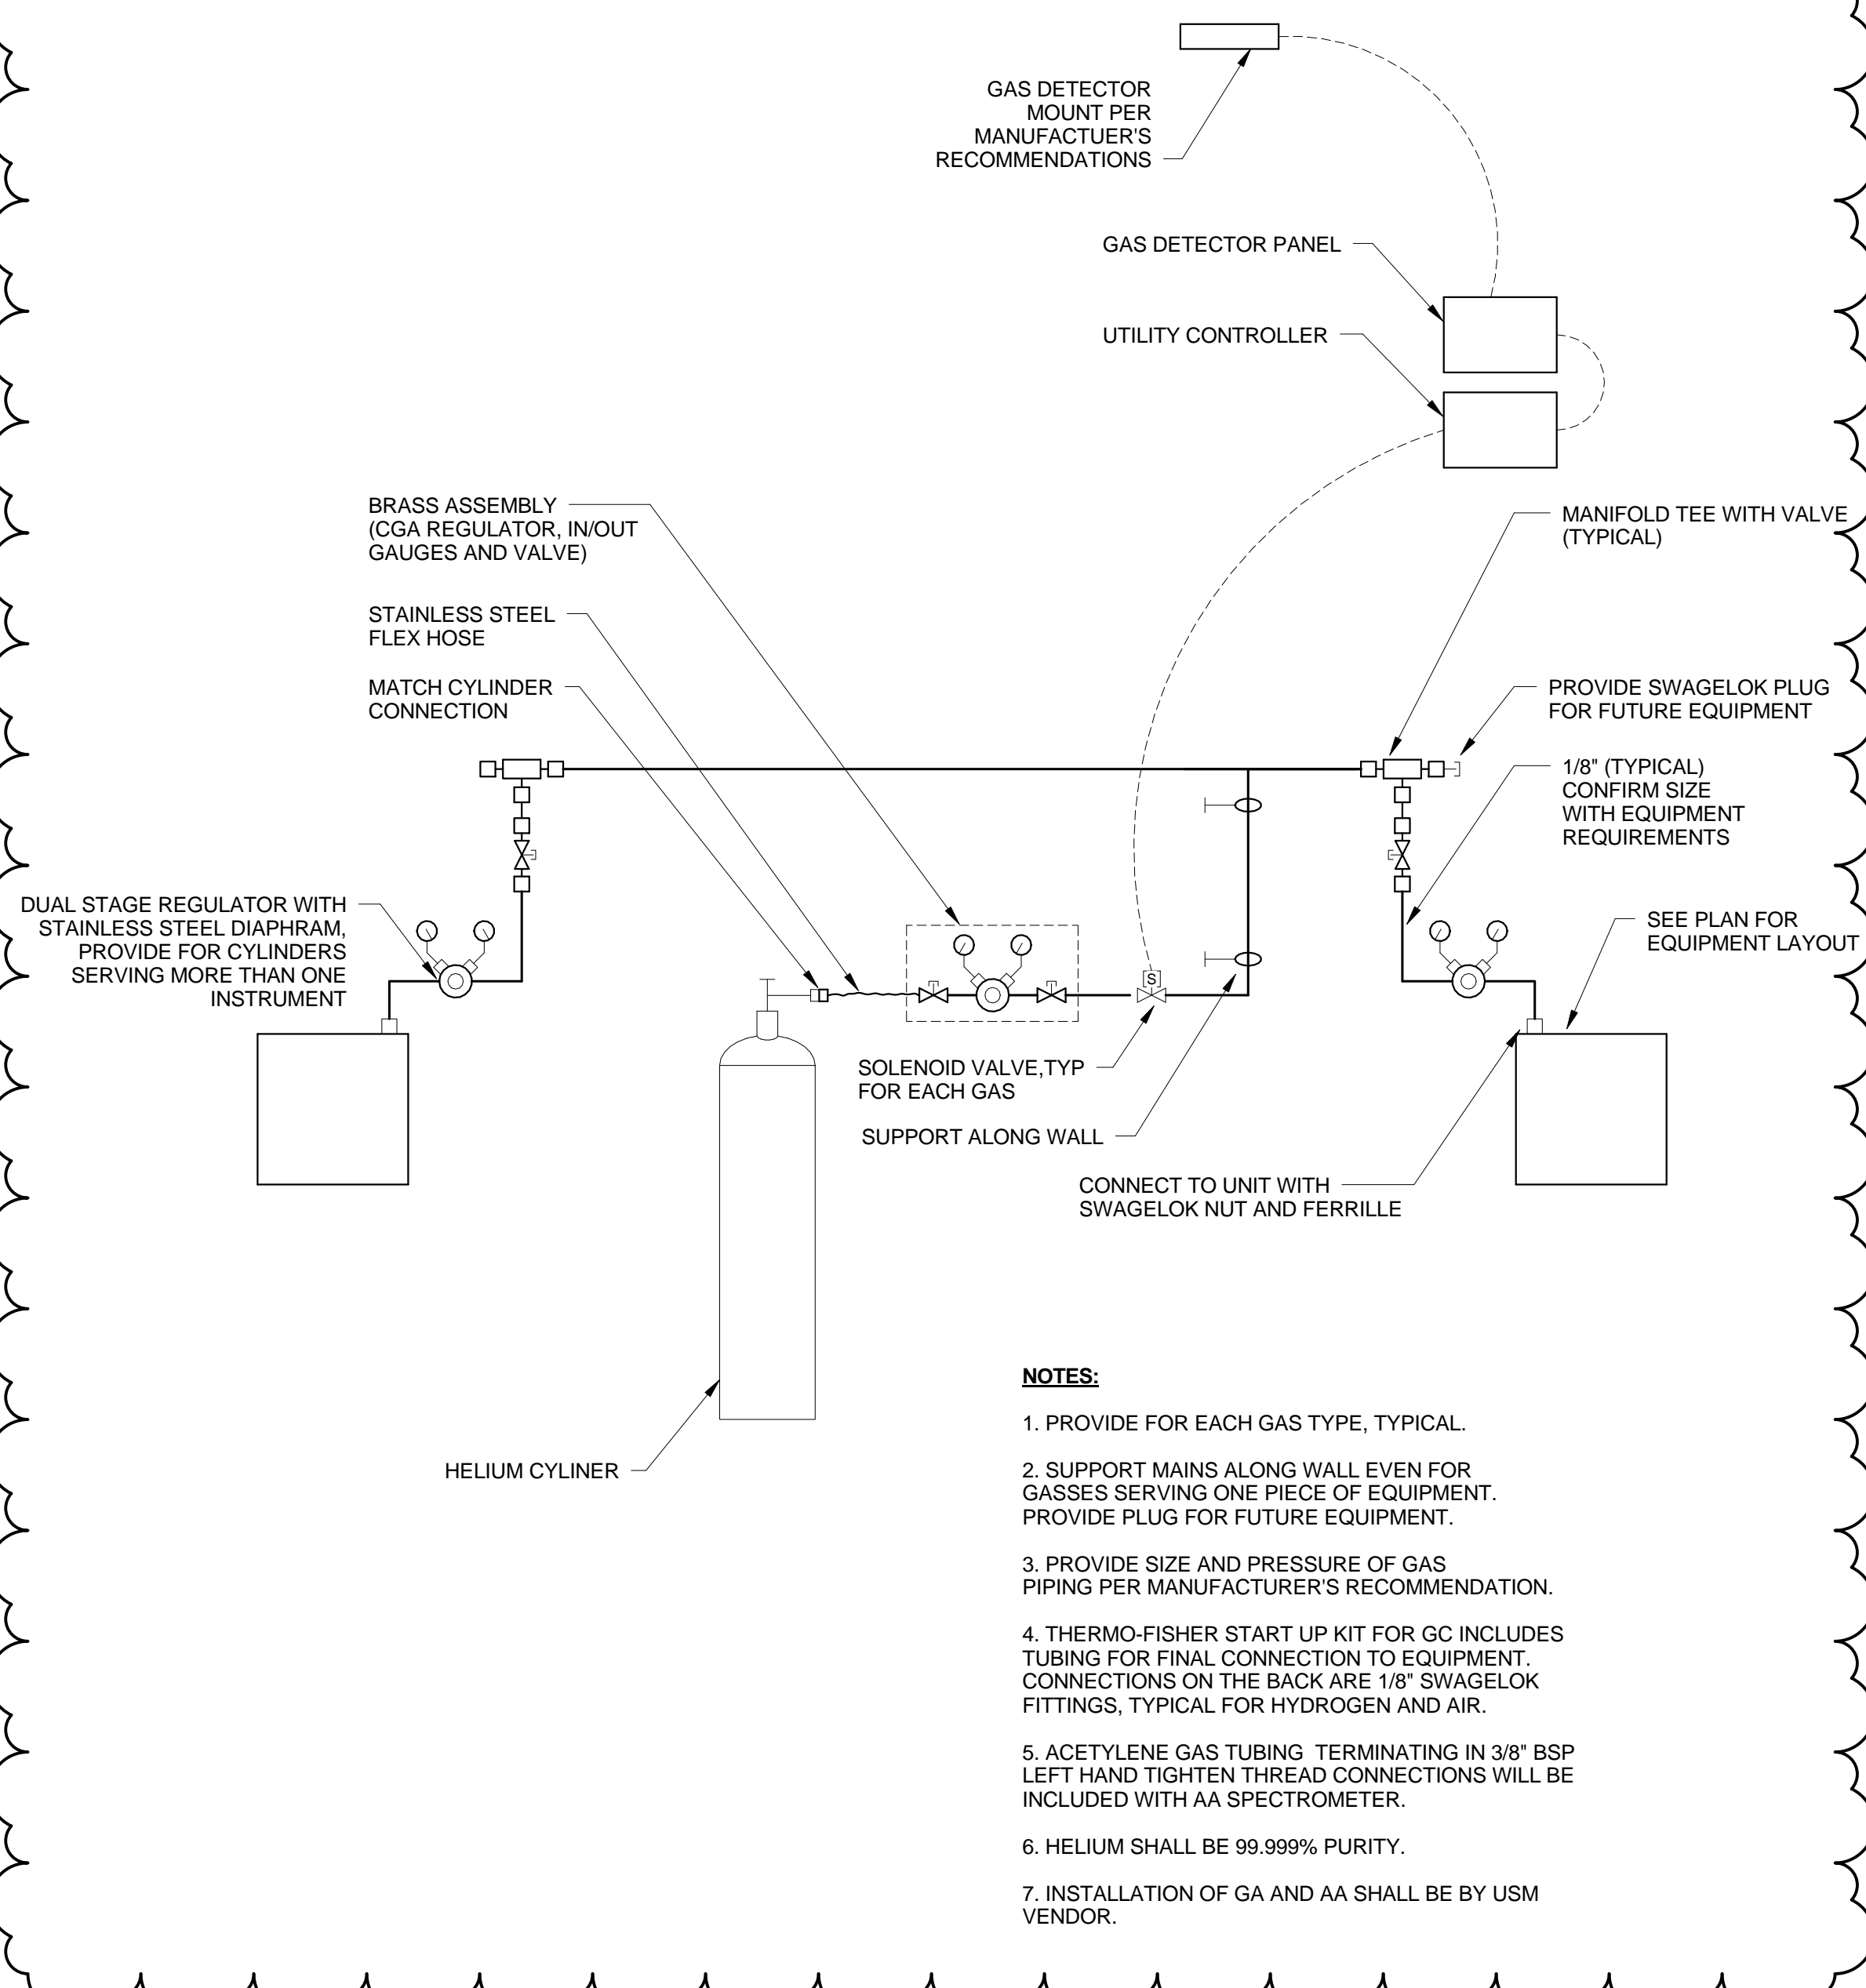 GAS DETECTOR
MOUNT PER
MANUFACTUER'S
RECOMMENDATIONS
GAS DETECTOR PANEL
UTILITY CONTROLLER
BRASS ASSEMBLY
(CGA REGULATOR, IN/OUT
GAUGES AND VALVE)
MANIFOLD TEE WITH VALVE
(TYPICAL)
STAINLESS STEEL
FLEX HOSE
MATCH CYLINDER
CONNECTION
PROVIDE SWAGELOK PLUG
FOR FUTURE EQUIPMENT
1/8" (TYPICAL)
CONFIRM SIZE
WITH EQUIPMENT
REQUIREMENTS
DUAL STAGE REGULATOR WITH
STAINLESS STEEL DIAPHRAM,
PROVIDE FOR CYLINDERS
SERVING MORE THAN ONE
INSTRUMENT
SEE PLAN FOR
EQUIPMENT LAYOUT
S
SOLENOID VALVE,TYP
FOR EACH GAS
SUPPORT ALONG WALL
CONNECT TO UNIT WITH
SWAGELOK NUT AND FERRILLE
HELIUM CYLINER
NOTES:
1. PROVIDE FOR EACH GAS TYPE, TYPICAL.
2. SUPPORT MAINS ALONG WALL EVEN FOR
GASSES SERVING ONE PIECE OF EQUIPMENT.
PROVIDE PLUG FOR FUTURE EQUIPMENT.
3. PROVIDE SIZE AND PRESSURE OF GAS
PIPING PER MANUFACTURER'S RECOMMENDATION.
4. THERMO-FISHER START UP KIT FOR GC INCLUDES
TUBING FOR FINAL CONNECTION TO EQUIPMENT.
CONNECTIONS ON THE BACK ARE 1/8" SWAGELOK
FITTINGS, TYPICAL FOR HYDROGEN AND AIR.
5. ACETYLENE GAS TUBING  TERMINATING IN 3/8" BSP
LEFT HAND TIGHTEN THREAD CONNECTIONS WILL BE
INCLUDED WITH AA SPECTROMETER.
6. HELIUM SHALL BE 99.999% PURITY.
7. INSTALLATION OF GA AND AA SHALL BE BY USM
VENDOR.